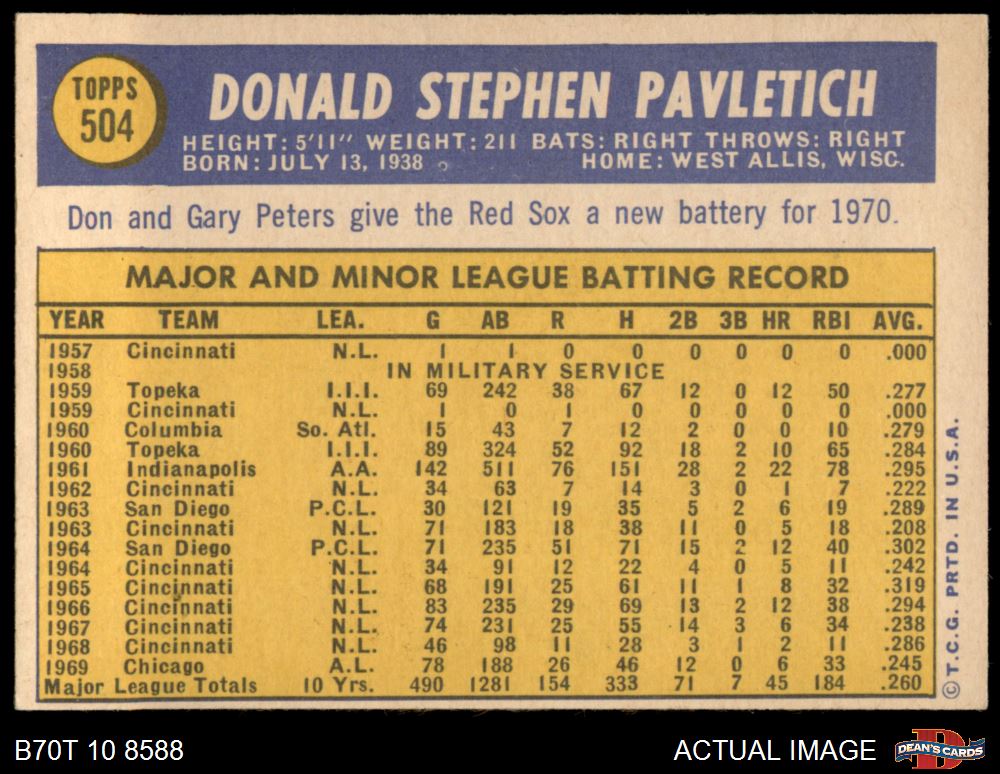 TOPPS
504
DONALD STEPHEN PAVLETICH
HEIGHT: 5'11" WEIGHT: 211 BATS: RIGHT THROWS: RIGHT
BORN: JULY 13, 1938 HOME: WEST ALLIS, WISC.
Don and Gary Peters give the Red Sox a new battery for 1970.
MAJOR AND MINOR LEAGUE BATTING RECORD
YEAR TEAM LEA. G AB R H 2B 3B HR RBI AVG.
1957 Cincinnati N.L. 1 1 0 0 0 0 0 0 .000
1958 IN MILITARY SERVICE
1959 Topeka I.I.I. 69 242 38 67 12 0 12 50 .277
1959 Cincinnati N.L. 1 0 1 0 0 0 0 0 .000
1960 Columbia So. Atl. 15 43 7 12 2 0 0 10 .279
1960 Topeka I.I.I. 89 324 52 92 18 2 10 65 .284
1961 Indianapolis A.A. 142 511 76 151 28 2 22 78 .295
1962 Cincinnati N.L. 34 63 7 14 3 0 1 7 .222
1963 San Diego P.C.L. 30 121 19 35 5 2 6 19 .289
1963 Cincinnati N.L. 71 183 18 38 11 0 5 18 .208
1964 San Diego P.C.L. 71 235 51 71 15 2 12 40 .302
1964 Cincinnati N.L. 34 91 12 22 4 0 5 11 .242
1965 Cincinnati N.L. 68 191 25 61 11 1 8 32 .319
1966 Cincinnati N.L. 83 235 29 69 13 2 12 38 .294
1967 Cincinnati N.L. 74 231 25 55 14 3 6 34 .238
1968 Cincinnati N.L. 46 98 11 28 3 1 2 11 .286
1969 Chicago A.L. 78 188 26 46 12 0 6 33 .245
Major League Totals 10 Yrs. 490 1281 154 333 71 7 45 184 .260
© T.C.G. PRTD. IN U.S.A.
B70T 10 8588
ACTUAL IMAGE
D
DEAN'S CARDS